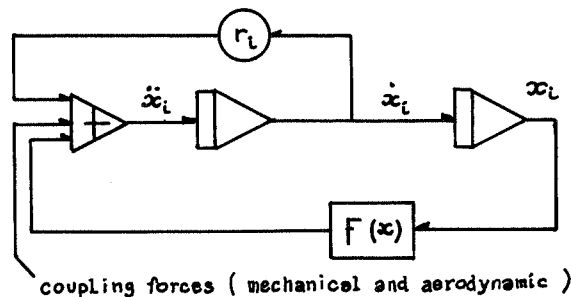 rᵢ
ẍᵢ
ẋᵢ
xᵢ
+
F(x)
coupling forces ( mechanical and aerodynamic )